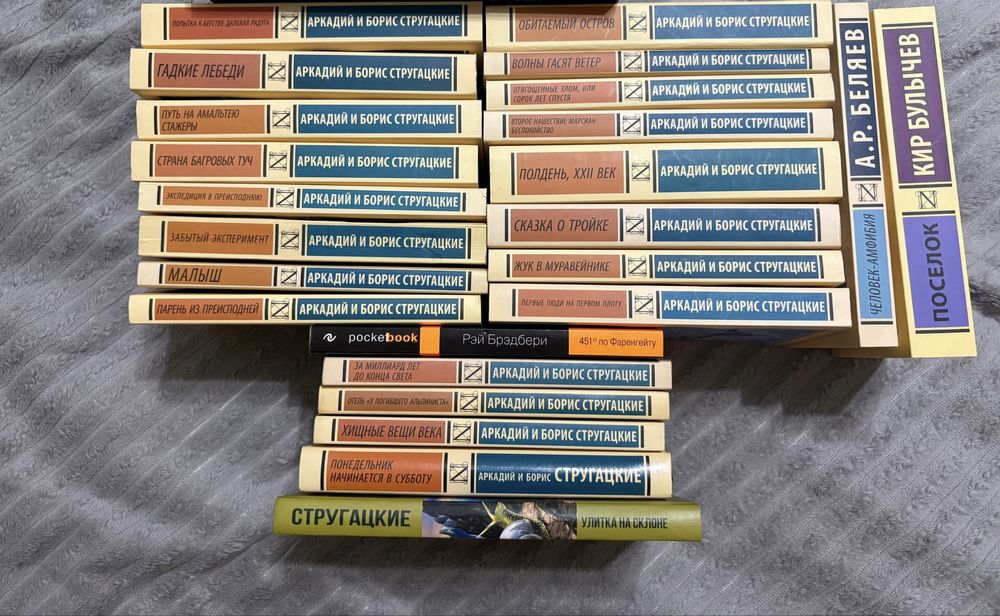 ПОПЫТКА К БЕГСТВУ. ДАЛЕКАЯ РАДУГА АРКАДИЙ И БОРИС СТРУГАЦКИЕ
ГАДКИЕ ЛЕБЕДИ АРКАДИЙ И БОРИС СТРУГАЦКИЕ
ПУТЬ НА АМАЛЬТЕЮ
СТАЖЕРЫ
АРКАДИЙ И БОРИС СТРУГАЦКИЕ
СТРАНА БАГРОВЫХ ТУЧ АРКАДИЙ И БОРИС СТРУГАЦКИЕ
ЭКСПЕДИЦИЯ В ПРЕИСПОДНЮЮ АРКАДИЙ И БОРИС СТРУГАЦКИЕ
ЗАБЫТЫЙ ЭКСПЕРИМЕНТ АРКАДИЙ И БОРИС СТРУГАЦКИЕ
МАЛЫШ АРКАДИЙ И БОРИС СТРУГАЦКИЕ
ПАРЕНЬ ИЗ ПРЕИСПОДНЕЙ АРКАДИЙ И БОРИС СТРУГАЦКИЕ
ОБИТАЕМЫЙ ОСТРОВ АРКАДИЙ И БОРИС СТРУГАЦКИЕ
ВОЛНЫ ГАСЯТ ВЕТЕР АРКАДИЙ И БОРИС СТРУГАЦКИЕ
ОТЯГОЩЕННЫЕ ЗЛОМ, ИЛИ
СОРОК ЛЕТ СПУСТЯ
АРКАДИЙ И БОРИС СТРУГАЦКИЕ
ВТОРОЕ НАШЕСТВИЕ МАРСИАН
БЕСПОКОЙСТВО
АРКАДИЙ И БОРИС СТРУГАЦКИЕ
ПОЛДЕНЬ, XXII ВЕК АРКАДИЙ И БОРИС СТРУГАЦКИЕ
СКАЗКА О ТРОЙКЕ АРКАДИЙ И БОРИС СТРУГАЦКИЕ
ЖУК В МУРАВЕЙНИКЕ АРКАДИЙ И БОРИС СТРУГАЦКИЕ
ПЕРВЫЕ ЛЮДИ НА ПЕРВОМ ПЛОТУ АРКАДИЙ И БОРИС СТРУГАЦКИЕ
ЧЕЛОВЕК-АМФИБИЯ А.Р. БЕЛЯЕВ
ПОСЕЛОК КИР БУЛЫЧЕВ
pocketbook Рэй Брэдбери 451° по Фаренгейту
ЗА МИЛЛИАРД ЛЕТ
ДО КОНЦА СВЕТА
АРКАДИЙ И БОРИС СТРУГАЦКИЕ
ОТЕЛЬ «У ПОГИБШЕГО АЛЬПИНИСТА» АРКАДИЙ И БОРИС СТРУГАЦКИЕ
ХИЩНЫЕ ВЕЩИ ВЕКА АРКАДИЙ И БОРИС СТРУГАЦКИЕ
ПОНЕДЕЛЬНИК
НАЧИНАЕТСЯ В СУББОТУ
АРКАДИЙ И БОРИС СТРУГАЦКИЕ
СТРУГАЦКИЕ УЛИТКА НА СКЛОНЕ